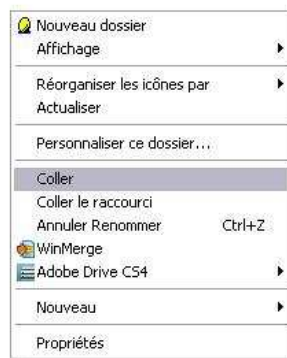 Nouveau dossier
Affichage
Réorganiser les icônes par
Actualiser
Personnaliser ce dossier...
Coller
Coller le raccourci
Annuler Renommer Ctrl+Z
WinMerge
Adobe Drive CS4
Nouveau
Propriétés